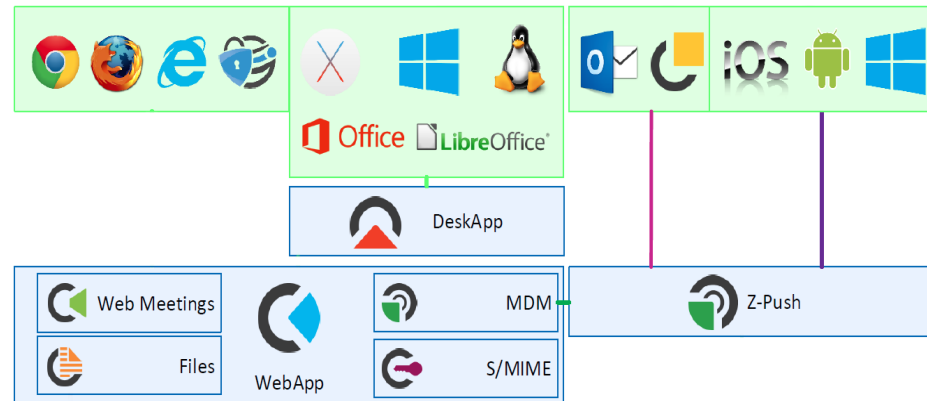 iOS
Office
LibreOffice
DeskApp
Web Meetings
Files
WebApp
MDM
S/MIME
Z-Push